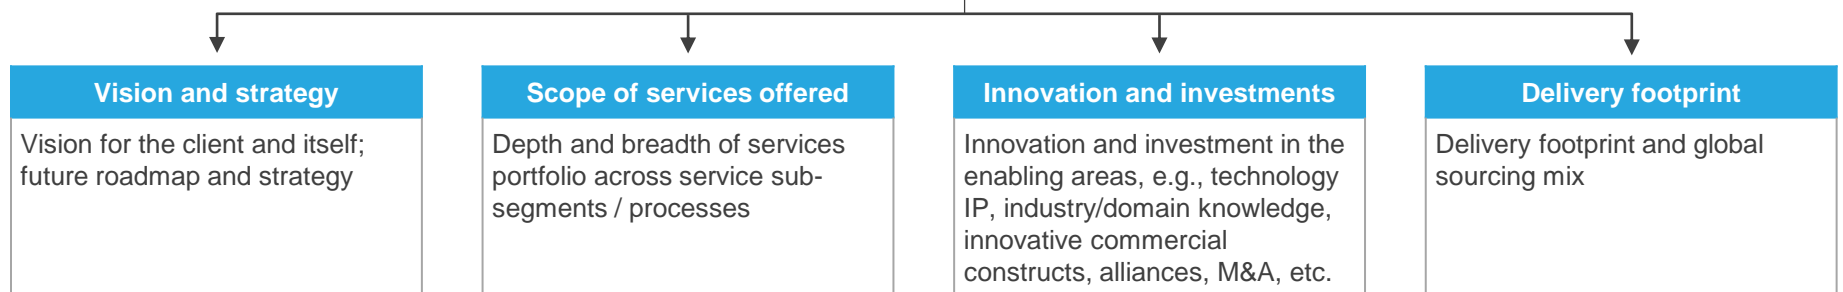 Vision and strategy
Vision for the client and itself;
future roadmap and strategy
Scope of services offered
Depth and breadth of services
portfolio across service sub-
segments / processes
Innovation and investments
Innovation and investment in the
enabling areas, e.g., technology
IP, industry/domain knowledge,
innovative commercial
constructs, alliances, M&A, etc.
Delivery footprint
Delivery footprint and global
sourcing mix